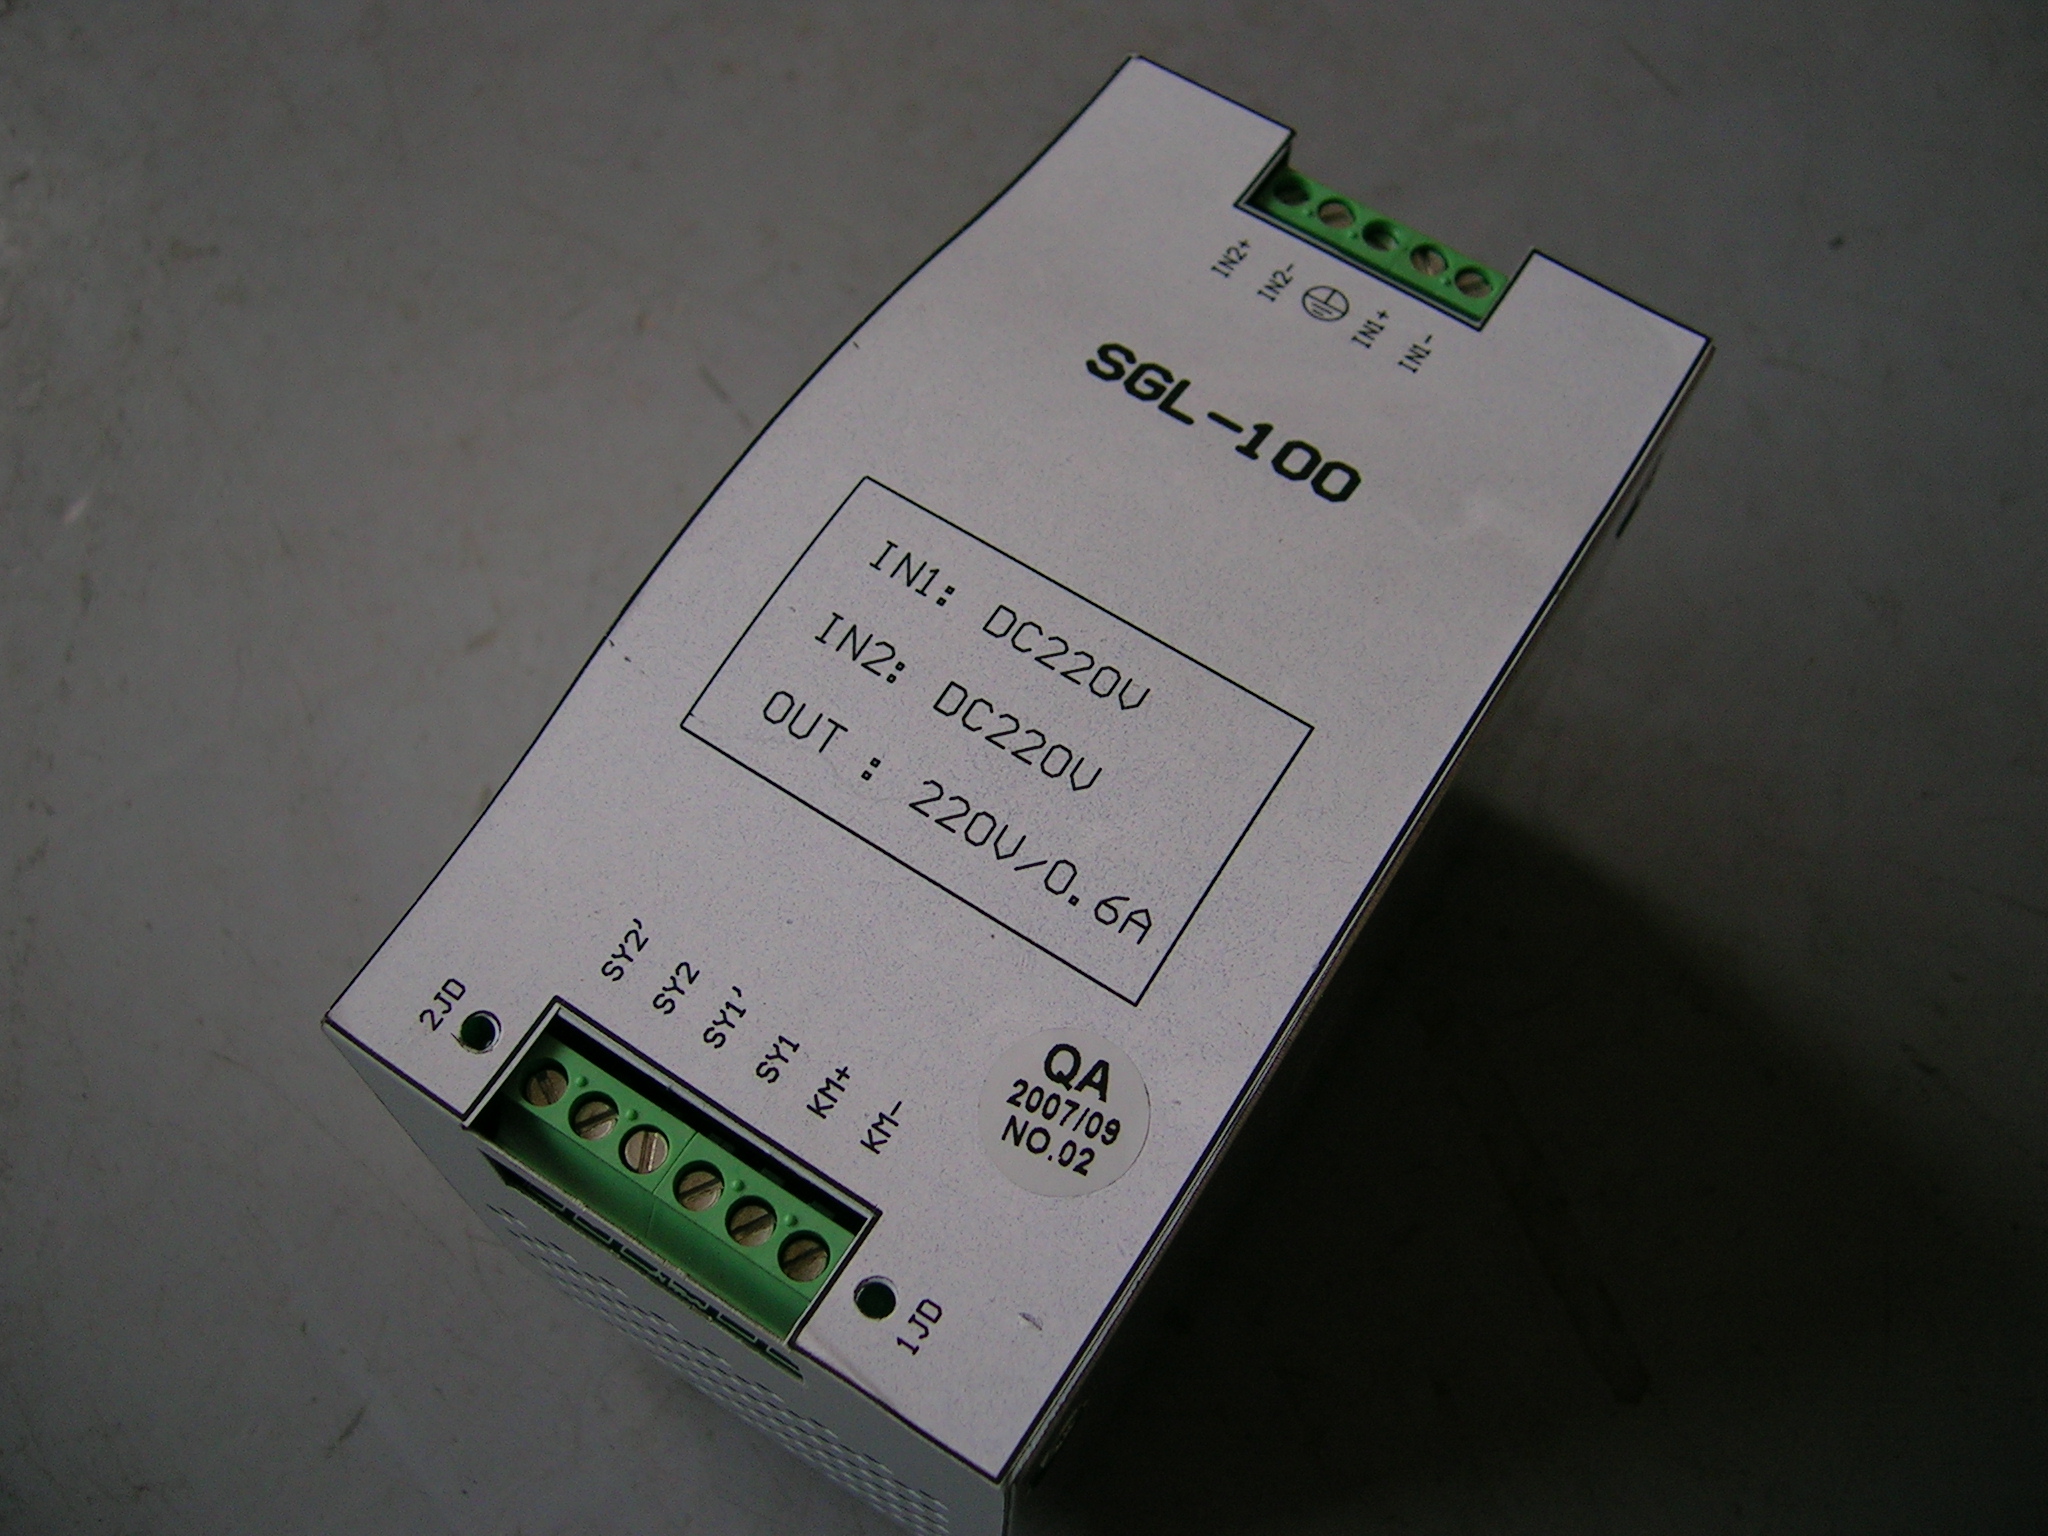 IN2+
IN2-
IN1+
IN1-
SGL-100
IN1: DC220V
IN2: DC220V
OUT : 220V/0.6A
SY2'
SY2
SY1'
SY1
KM+
KM-
2JD
1JD
QA
2007/09
NO.02